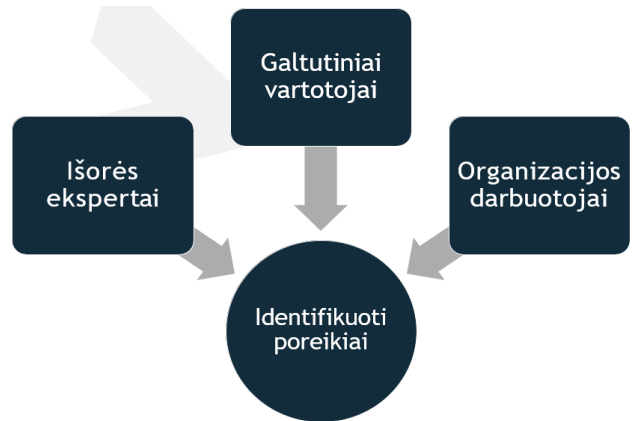 Galtutiniai
vartotojai
Išorės
ekspertai
Organizacijos
darbuotojai
Identifikuoti
poreikiai